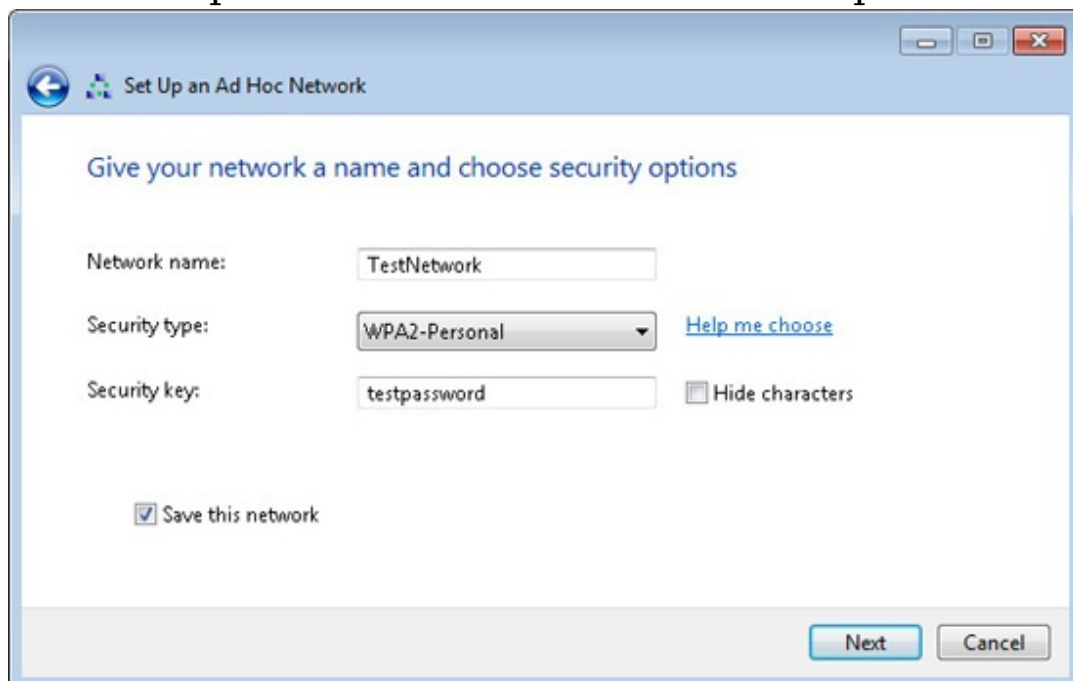 Set Up an Ad Hoc Network
Give your network a name and choose security options
Network name: TestNetwork
Security type: WPA2-Personal Help me choose
Security key: testpassword Hide characters
Save this network
Next Cancel